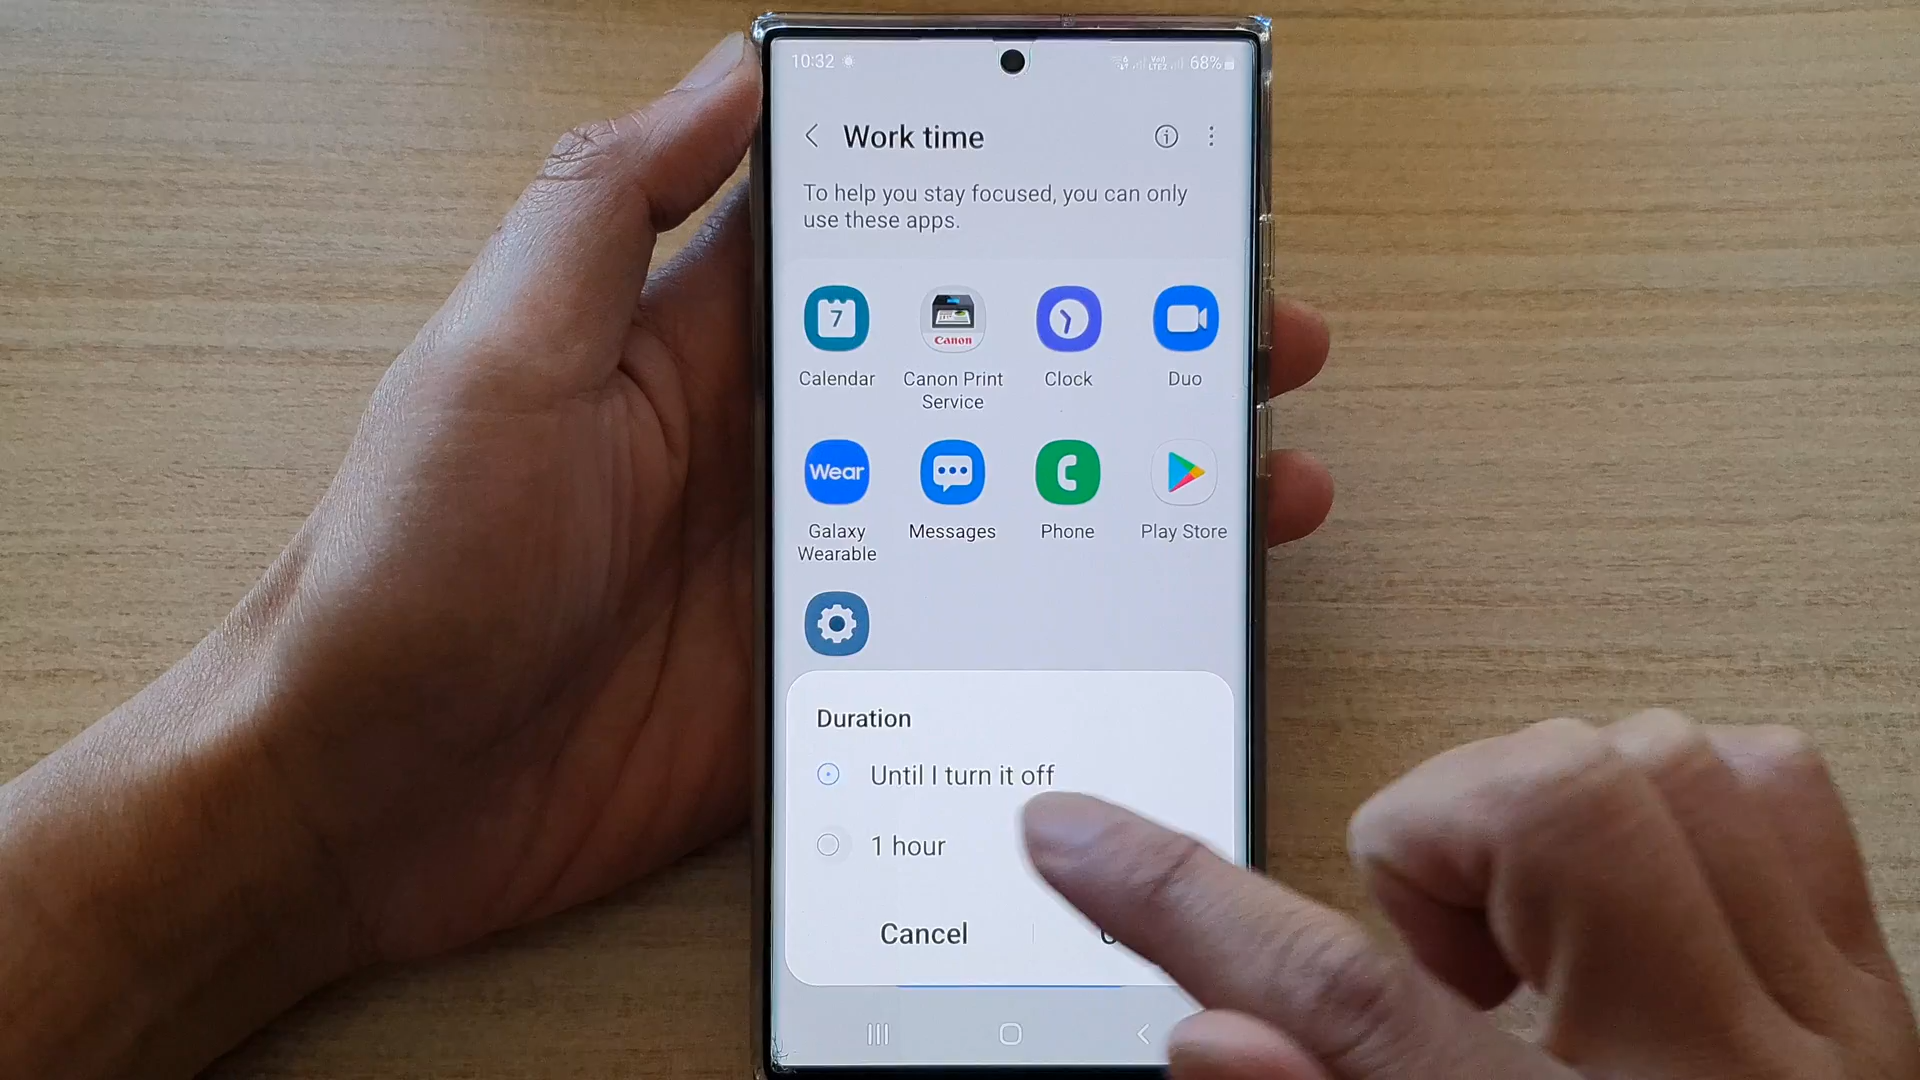 10:32 68%
Work time
To help you stay focused, you can only
use these apps.
7
Canon
Calendar Canon Print Clock Duo
Service
Wear
Galaxy Messages Phone Play Store
Wearable
Duration
Until I turn it off
1 hour
Cancel